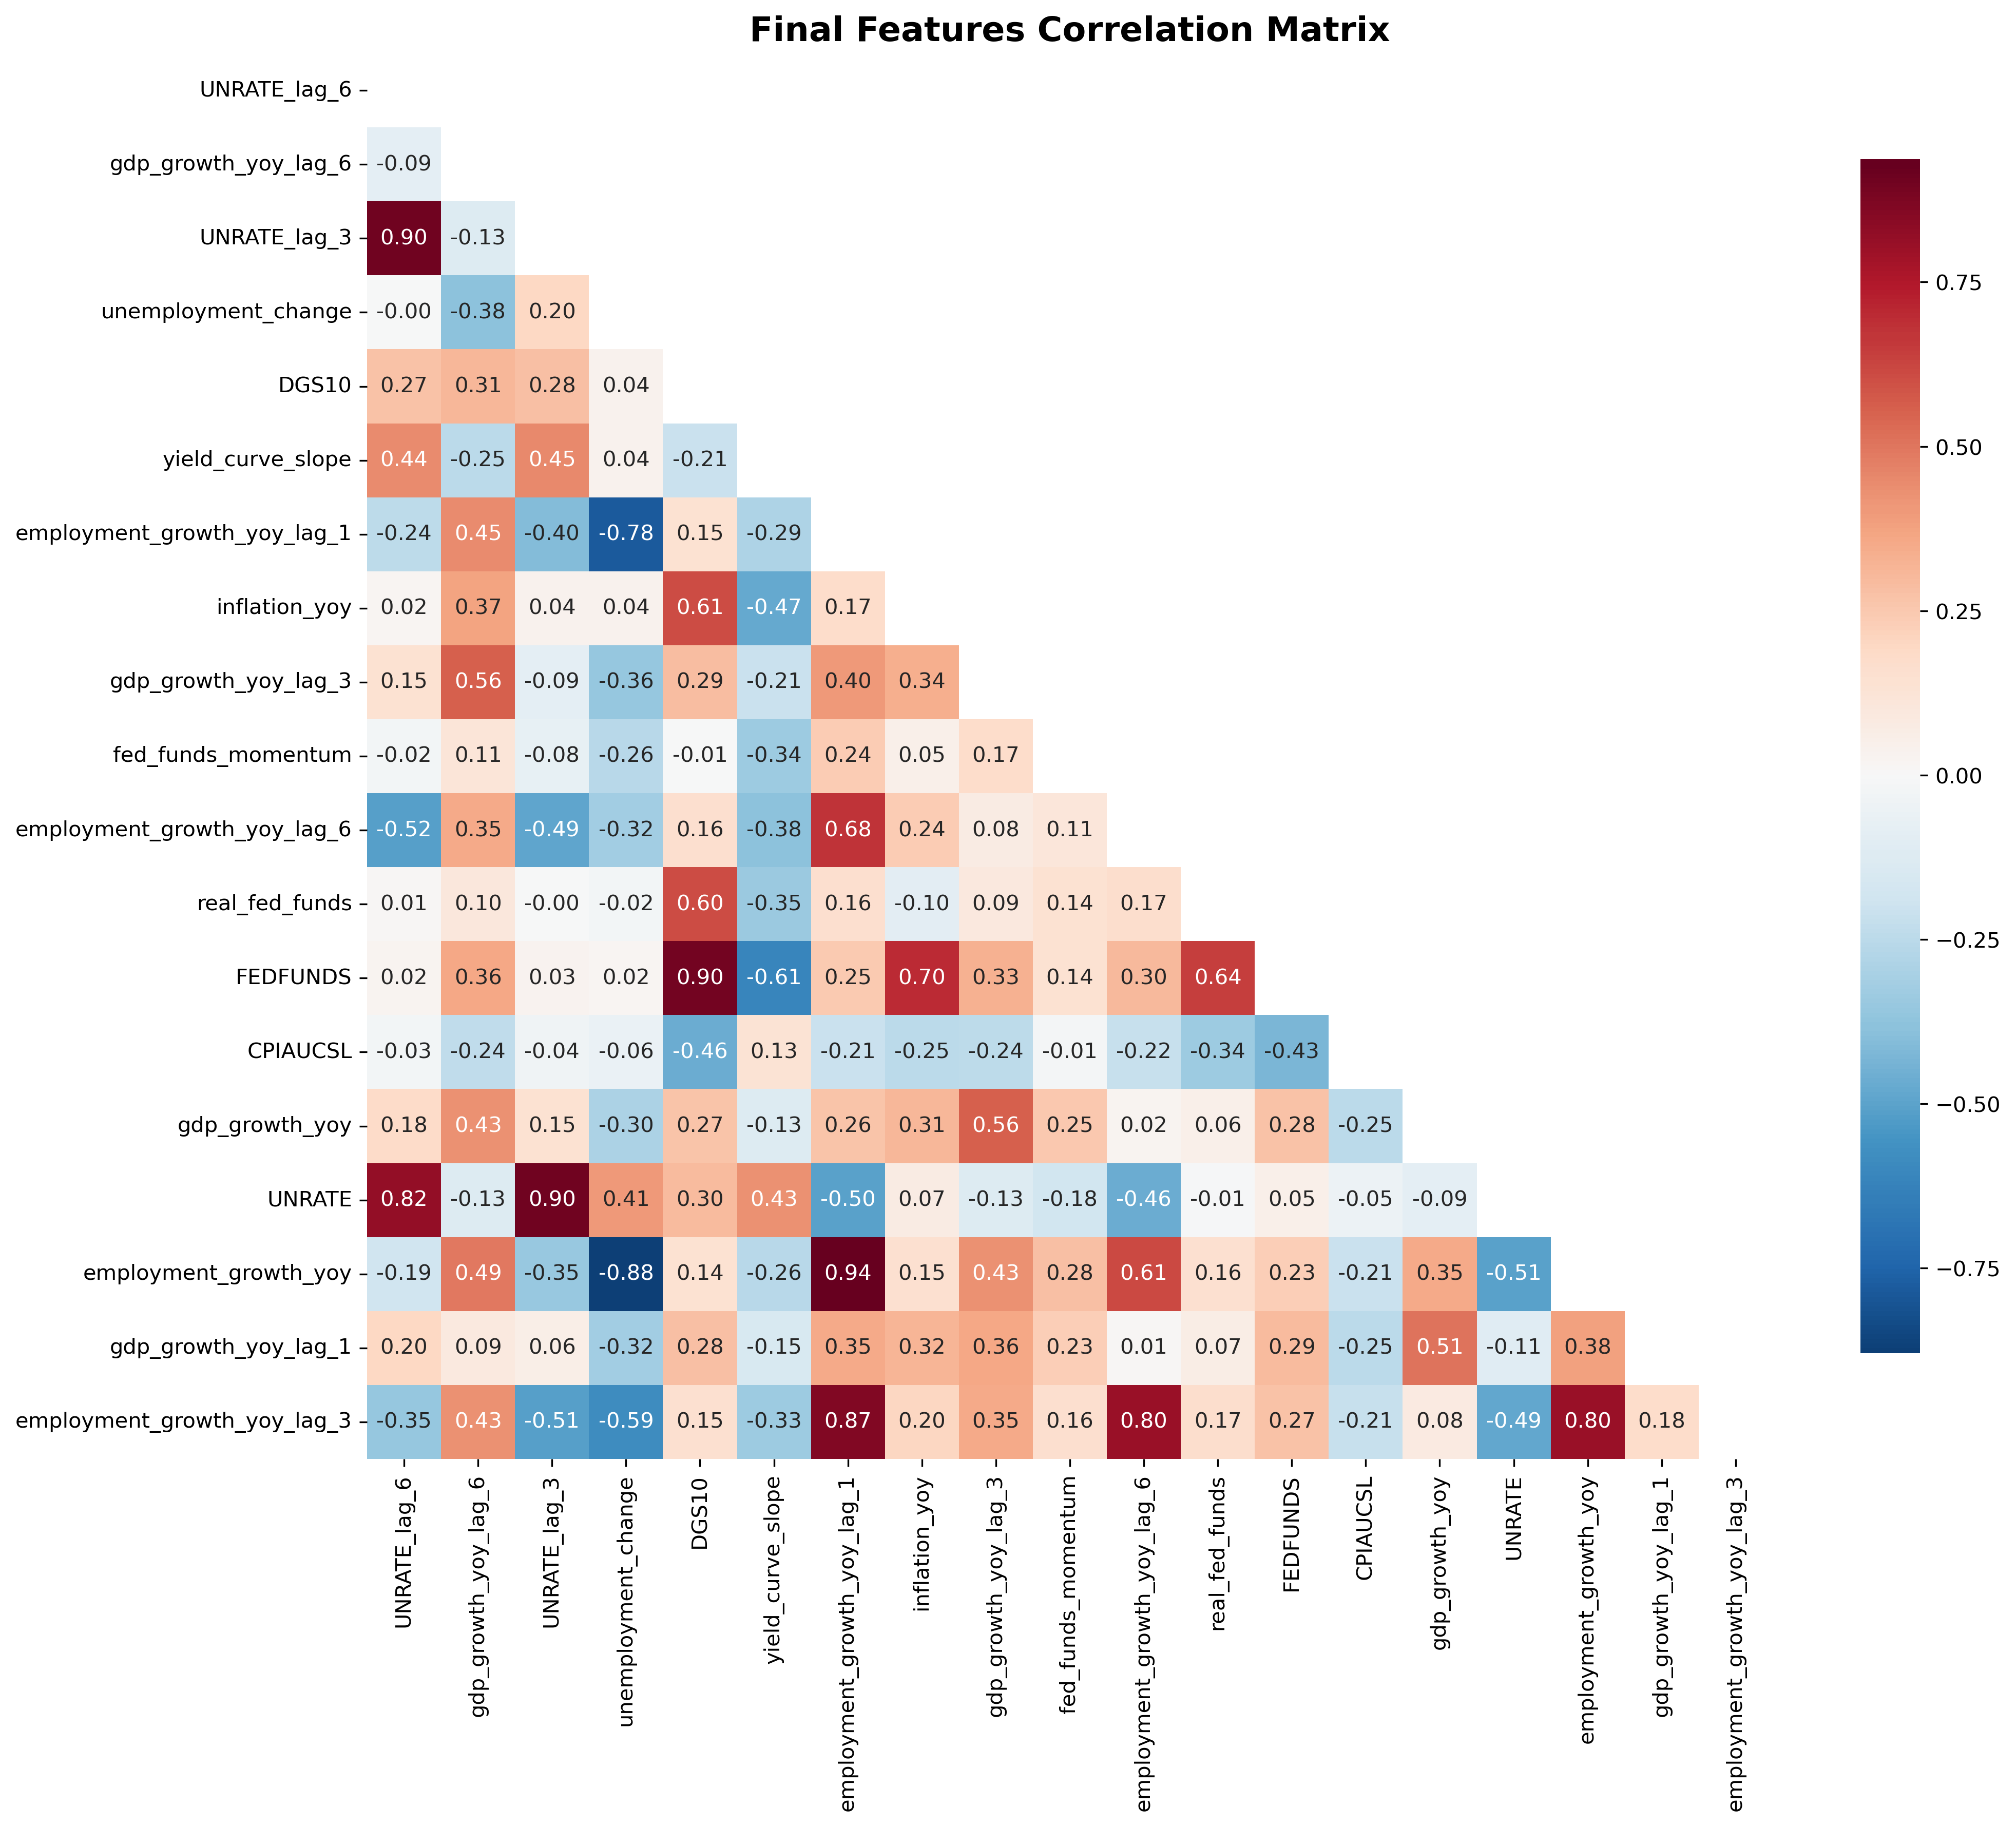 Final Features Correlation Matrix
UNRATE_lag_6
gdp_growth_yoy_lag_6 -0.09
UNRATE_lag_3 0.90 -0.13
unemployment_change -0.00 -0.38 0.20
DGS10 0.27 0.31 0.28 0.04
yield_curve_slope 0.44 -0.25 0.45 0.04 -0.21
employment_growth_yoy_lag_1 -0.24 0.45 -0.40 -0.78 0.15 -0.29
inflation_yoy 0.02 0.37 0.04 0.04 0.61 -0.47 0.17
gdp_growth_yoy_lag_3 0.15 0.56 -0.09 -0.36 0.29 -0.21 0.40 0.34
fed_funds_momentum -0.02 0.11 -0.08 -0.26 -0.01 -0.34 0.24 0.05 0.17
employment_growth_yoy_lag_6 -0.52 0.35 -0.49 -0.32 0.16 -0.38 0.68 0.24 0.08 0.11
real_fed_funds 0.01 0.10 -0.00 -0.02 0.60 -0.35 0.16 -0.10 0.09 0.14 0.17
FEDFUNDS 0.02 0.36 0.03 0.02 0.90 -0.61 0.25 0.70 0.33 0.14 0.30 0.64
CPIAUCSL -0.03 -0.24 -0.04 -0.06 -0.46 0.13 -0.21 -0.25 -0.24 -0.01 -0.22 -0.34 -0.43
gdp_growth_yoy 0.18 0.43 0.15 -0.30 0.27 -0.13 0.26 0.31 0.56 0.25 0.02 0.06 0.28 -0.25
UNRATE 0.82 -0.13 0.90 0.41 0.30 0.43 -0.50 0.07 -0.13 -0.18 -0.46 -0.01 0.05 -0.05 -0.09
employment_growth_yoy -0.19 0.49 -0.35 -0.88 0.14 -0.26 0.94 0.15 0.43 0.28 0.61 0.16 0.23 -0.21 0.35 -0.51
gdp_growth_yoy_lag_1 0.20 0.09 0.06 -0.32 0.28 -0.15 0.35 0.32 0.36 0.23 0.01 0.07 0.29 -0.25 0.51 -0.11 0.38
employment_growth_yoy_lag_3 -0.35 0.43 -0.51 -0.59 0.15 -0.33 0.87 0.20 0.35 0.16 0.80 0.17 0.27 -0.21 0.08 -0.49 0.80 0.18
UNRATE_lag_6
gdp_growth_yoy_lag_6
UNRATE_lag_3
unemployment_change
DGS10
yield_curve_slope
employment_growth_yoy_lag_1
inflation_yoy
gdp_growth_yoy_lag_3
fed_funds_momentum
employment_growth_yoy_lag_6
real_fed_funds
FEDFUNDS
CPIAUCSL
gdp_growth_yoy
UNRATE
employment_growth_yoy
gdp_growth_yoy_lag_1
employment_growth_yoy_lag_3
0.75
0.50
0.25
0.00
−0.25
−0.50
−0.75